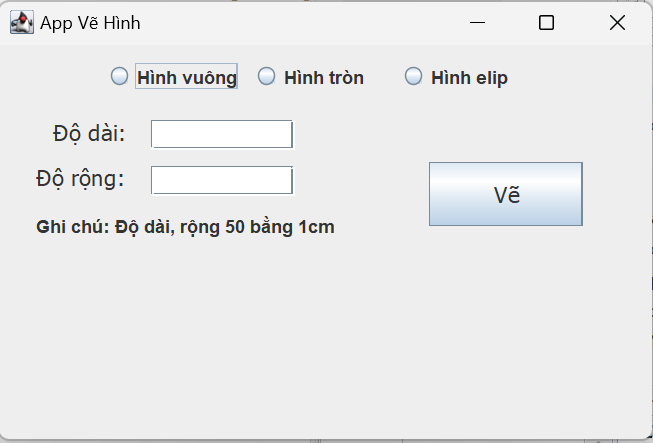 App Vẽ Hình
Hình vuông Hình tròn Hình elip
Độ dài:
Độ rộng:
Vẽ
Ghi chú: Độ dài, rộng 50 bằng 1cm